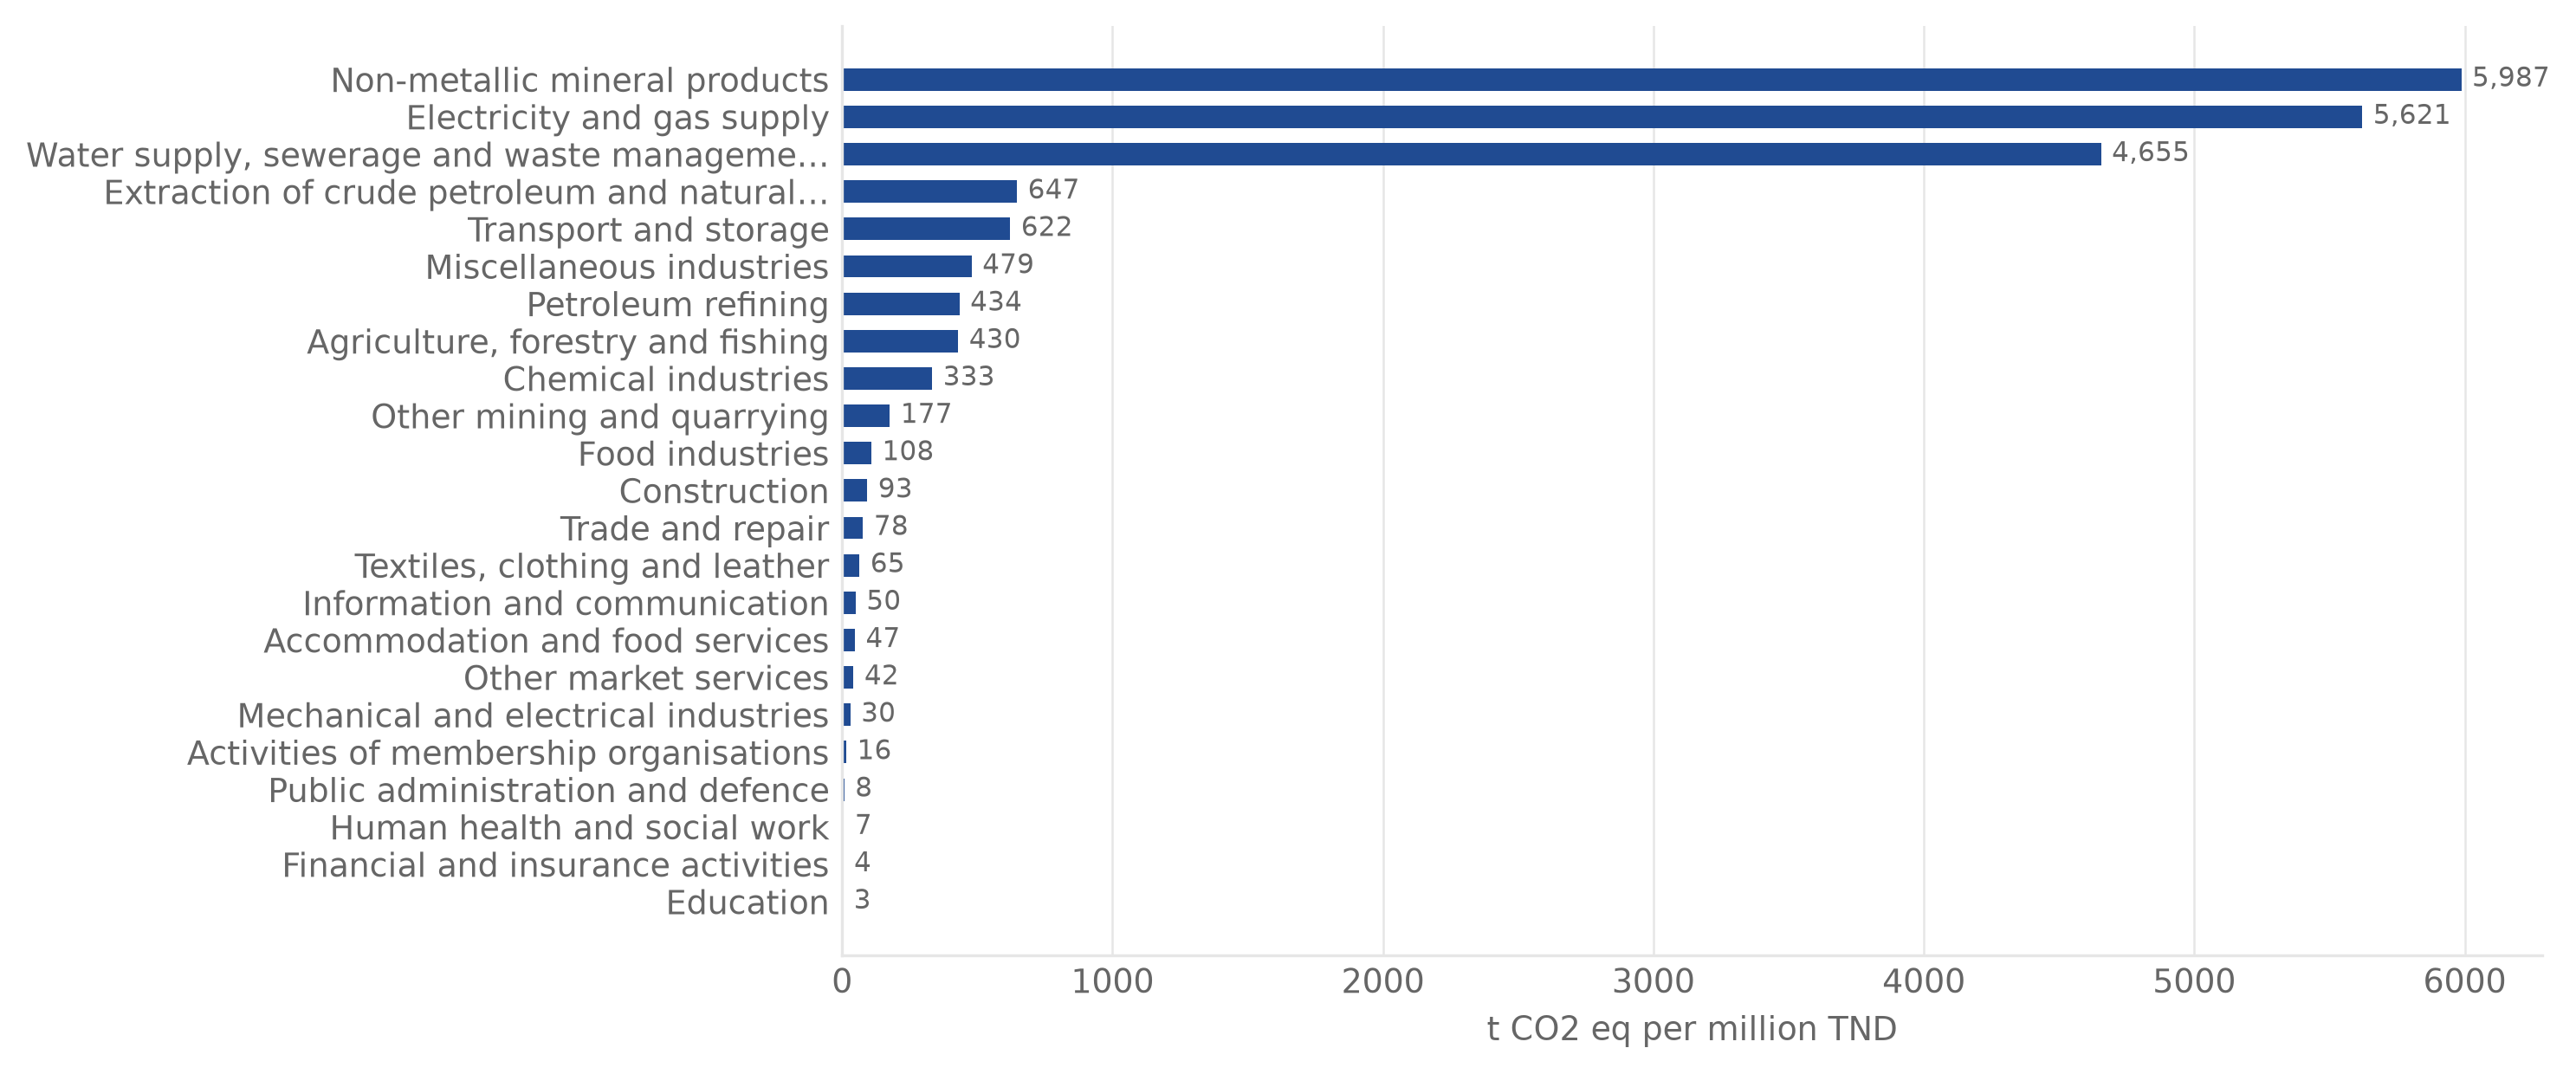 Non-metallic mineral products 5,987
Electricity and gas supply 5,621
Water supply, sewerage and waste manageme... 4,655
Extraction of crude petroleum and natural... 647
Transport and storage 622
Miscellaneous industries 479
Petroleum refining 434
Agriculture, forestry and fishing 430
Chemical industries 333
Other mining and quarrying 177
Food industries 108
Construction 93
Trade and repair 78
Textiles, clothing and leather 65
Information and communication 50
Accommodation and food services 47
Other market services 42
Mechanical and electrical industries 30
Activities of membership organisations 16
Public administration and defence 8
Human health and social work 7
Financial and insurance activities 4
Education 3
0 1000 2000 3000 4000 5000 6000
t CO2 eq per million TND